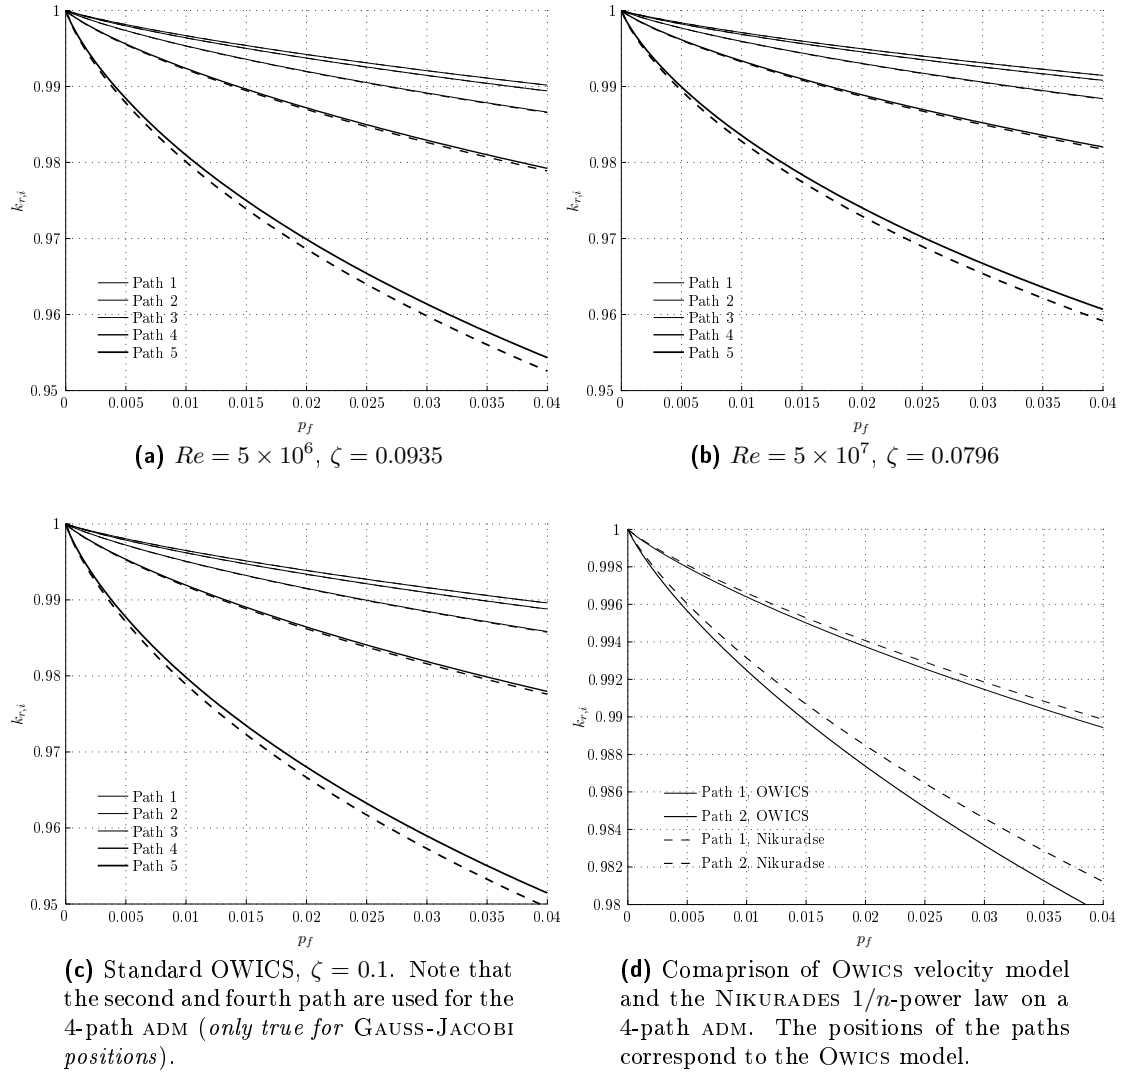 1
0.99
0.98
0.97
0.96
0.95
k_{r,i}
Path 1
Path 2
Path 3
Path 4
Path 5
0 0.005 0.01 0.015 0.02 0.025 0.03 0.035 0.04
p_f
(a) Re = 5 × 10^6, ζ = 0.0935
1
0.99
0.98
0.97
0.96
0.95
k_{r,i}
Path 1
Path 2
Path 3
Path 4
Path 5
0 0.005 0.01 0.015 0.02 0.025 0.03 0.035 0.04
p_f
(b) Re = 5 × 10^7, ζ = 0.0796
1
0.99
0.98
0.97
0.96
0.95
k_{r,i}
Path 1
Path 2
Path 3
Path 4
Path 5
0 0.005 0.01 0.015 0.02 0.025 0.03 0.035 0.04
p_f
(c) Standard OWICS, ζ = 0.1. Note that
the second and fourth path are used for the
4-path ADM (only true for GAUSS-JACOBI
positions).
1
0.998
0.996
0.994
0.992
0.99
0.988
0.986
0.984
0.982
0.98
k_{r,i}
Path 1, OWICS
Path 2, OWICS
Path 1, Nikuradse
Path 2, Nikuradse
0 0.005 0.01 0.015 0.02 0.025 0.03 0.035 0.04
p_f
(d) Comaprison of OWICS velocity model
and the NIKURADES 1/n-power law on a
4-path ADM. The positions of the paths
correspond to the OWICS model.